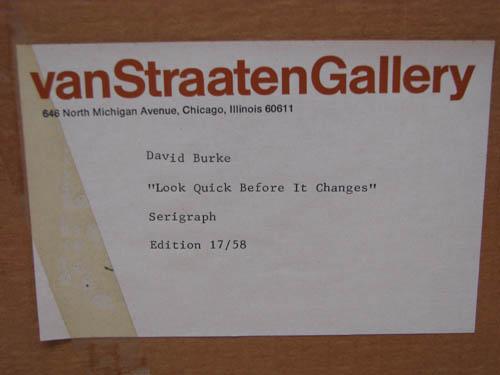 vanStraatenGallery
646 North Michigan Avenue, Chicago, Illinois 60611
David Burke
"Look Quick Before It Changes"
Serigraph
Edition 17/58